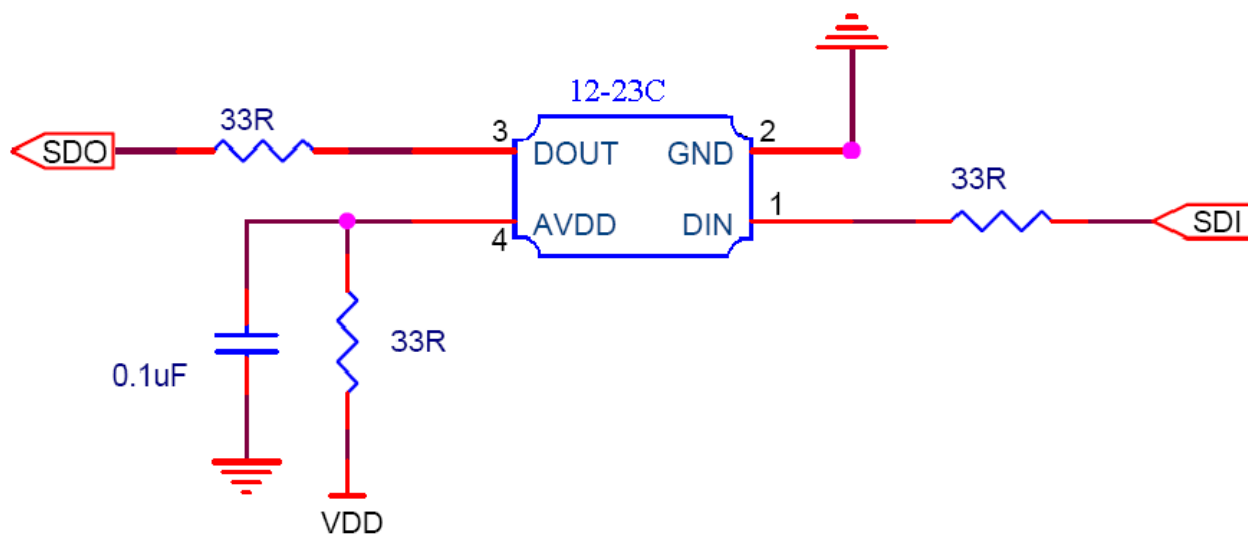 12-23C
33R
SDO
3
DOUT
GND
2
33R
4
AVDD
DIN
1
SDI
33R
0.1uF
VDD